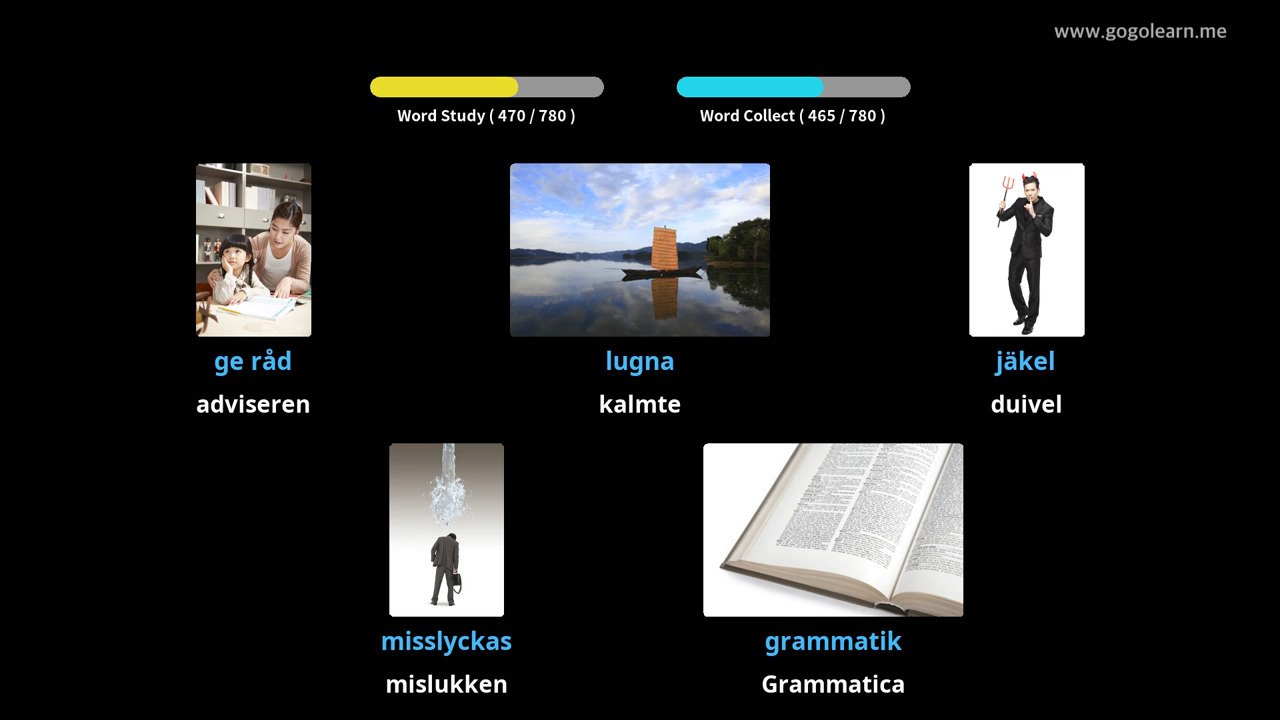 www.gogolearn.me
Word Study ( 470 / 780 )
Word Collect ( 465 / 780 )
ge råd
adviseren
lugna
kalmte
jäkel
duivel
misslyckas
mislukken
grammatik
Grammatica